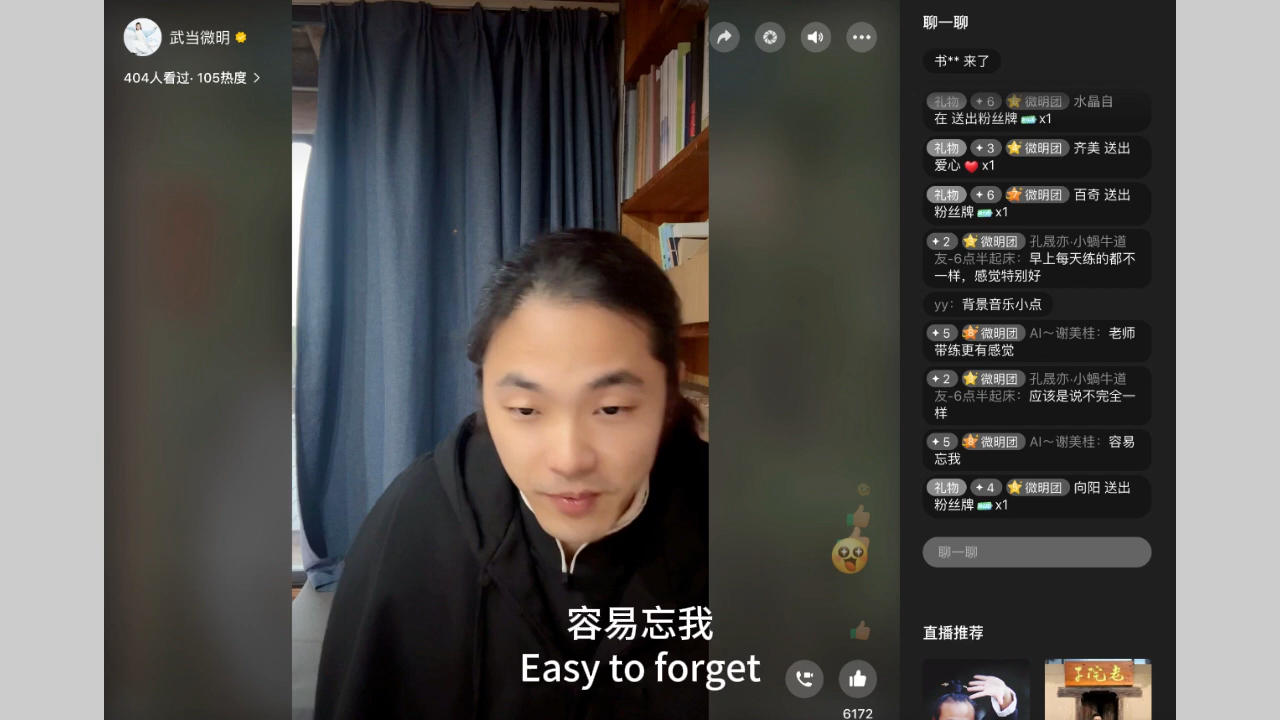 武当微明
404人看过· 105热度 >
聊一聊
书** 来了
礼物 +6 微明团 水晶自
在 送出粉丝牌 x1
礼物 +3 微明团 齐美 送出
爱心 x1
礼物 +6 微明团 百奇 送出
粉丝牌 x1
+2 微明团 孔晟亦·小蝸牛道
友-6点半起床：早上每天练的都不
一样，感觉特别好
yy：背景音乐小点
+5 微明团 AI～谢美桂：老师
带练更有感觉
+2 微明团 孔晟亦·小蝸牛道
友-6点半起床：应该是说不完全一
样
+5 微明团 AI～谢美桂：容易
忘我
礼物 +4 微明团 向阳 送出
粉丝牌 x1
聊一聊
容易忘我
Easy to forget
6172
直播推荐